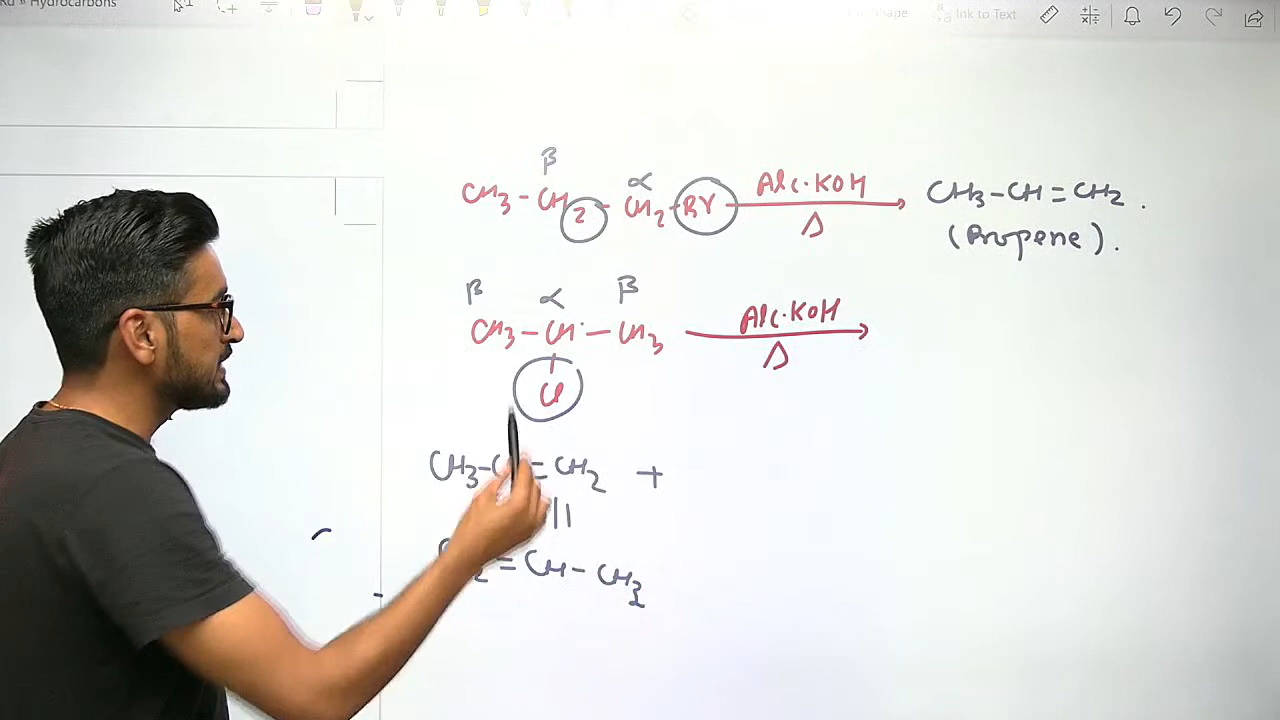 » Hydrocarbons
Ink to Text
β
α
CH3-CH2-CH2-Br Alc.KOH CH3-CH=CH2.
Δ
(Propene).
β α β
CH3-CH-CH3 Alc.KOH
Δ
Cl
CH3- =CH2 +
||
=CH-CH3